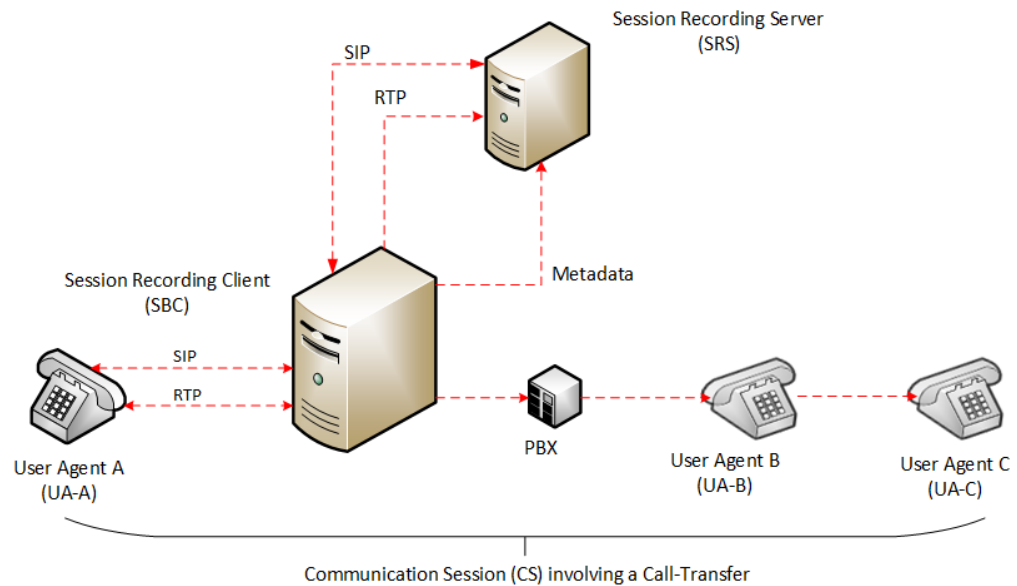 Session Recording Server
(SRS)
SIP
RTP
Session Recording Client
(SBC)
Metadata
SIP
RTP
PBX
User Agent A
(UA-A)
User Agent B
(UA-B)
User Agent C
(UA-C)
Communication Session (CS) involving a Call-Transfer